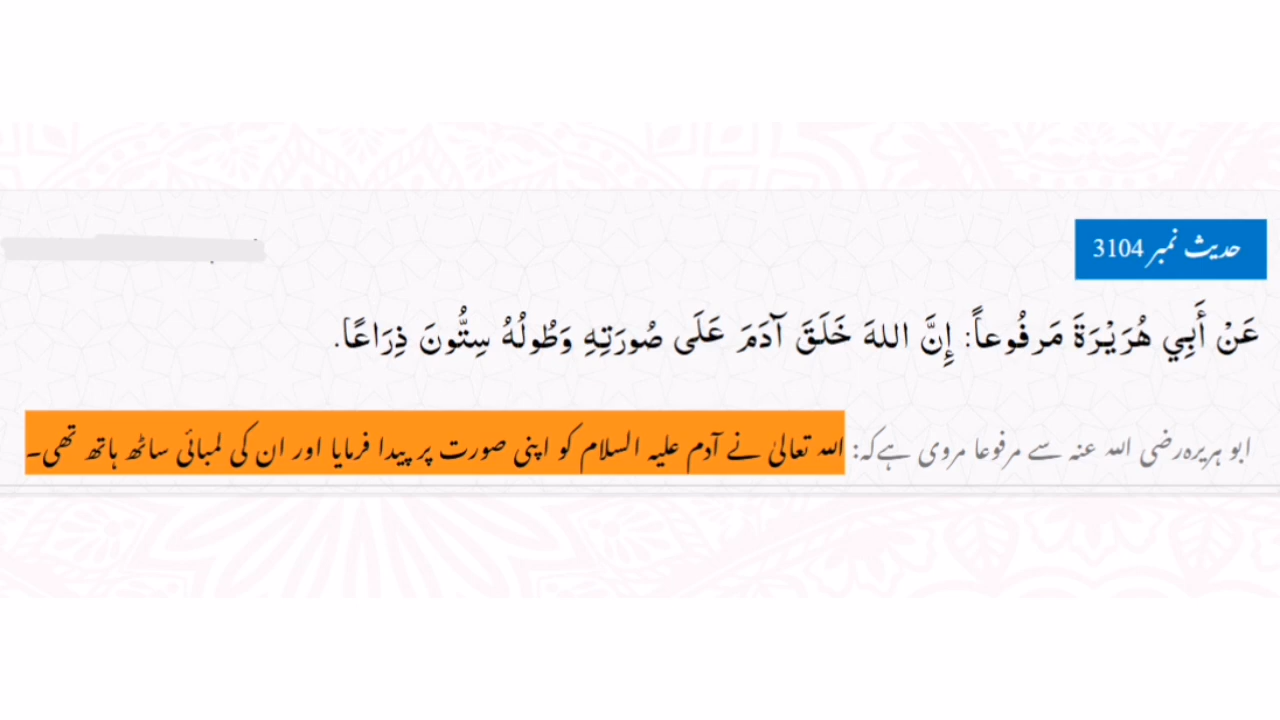 حدیث نمبر 3104
عَنْ أَبِي هُرَيْرَةَ مَرفُوعاً: إِنَّ اللهَ خَلَقَ آدَمَ عَلَى صُورَتِهِ وَطُولُهُ سِتُّونَ ذِرَاعًا.
ابو ہریرہ رضی اللہ عنہ سے مرفوعا مروی ہے کہ: اللہ تعالیٰ نے آدم علیہ السلام کو اپنی صورت پر پیدا فرمایا اور ان کی لمبائی ساٹھ ہاتھ تھی۔